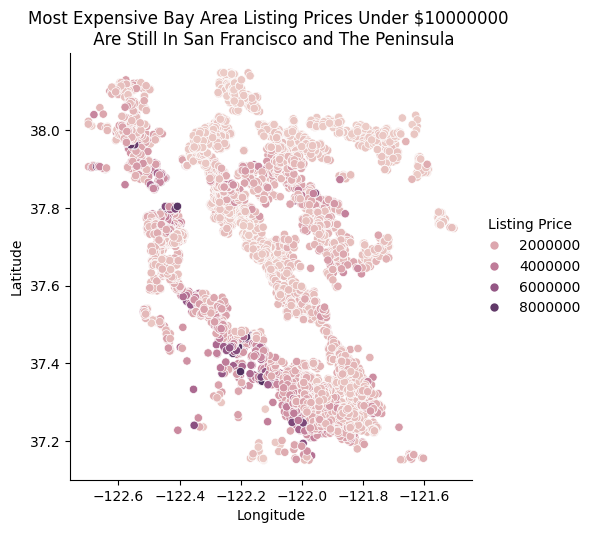 Most Expensive Bay Area Listing Prices Under $10000000
Are Still In San Francisco and The Peninsula
38.0
37.8
37.6
37.4
37.2
Latitude
−122.6 −122.4 −122.2 −122.0 −121.8 −121.6
Longitude
Listing Price
2000000
4000000
6000000
8000000